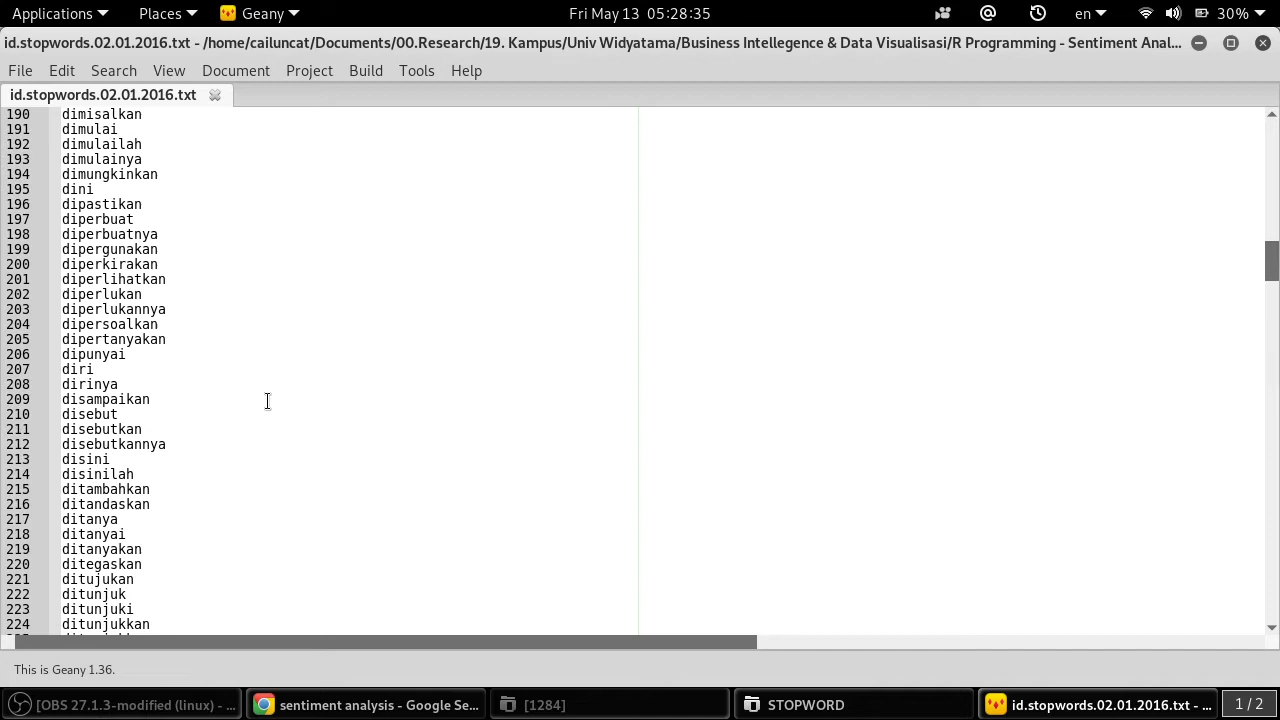 Applications Places Geany Fri May 13 05:28:35 en 30%
id.stopwords.02.01.2016.txt - /home/cailuncat/Documents/00.Research/19. Kampus/Univ Widyatama/Business Intellegence & Data Visualisasi/R Programming - Sentiment Anal...
File Edit Search View Document Project Build Tools Help
id.stopwords.02.01.2016.txt
190 dimisalkan
191 dimulai
192 dimulailah
193 dimulainya
194 dimungkinkan
195 dini
196 dipastikan
197 diperbuat
198 diperbuatnya
199 dipergunakan
200 diperkirakan
201 diperlihatkan
202 diperlukan
203 diperlukannya
204 dipersoalkan
205 dipertanyakan
206 dipunyai
207 diri
208 dirinya
209 disampaikan
210 disebut
211 disebutkan
212 disebutkannya
213 disini
214 disinilah
215 ditambahkan
216 ditandaskan
217 ditanya
218 ditanyai
219 ditanyakan
220 ditegaskan
221 ditujukan
222 ditunjuk
223 ditunjuki
224 ditunjukkan
This is Geany 1.36.
[OBS 27.1.3-modified (linux) - ... sentiment analysis - Google Se... [1284] STOPWORD id.stopwords.02.01.2016.txt - ... 1 / 2